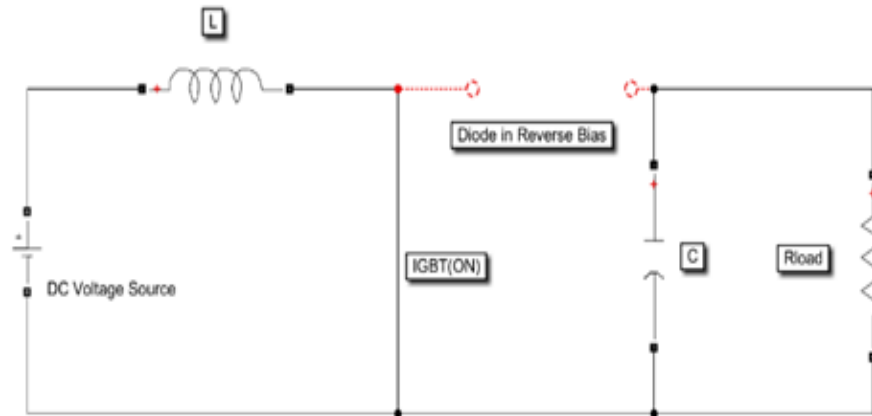 L
Diode in Reverse Bias
IGBT(ON)
C
Rload
DC Voltage Source